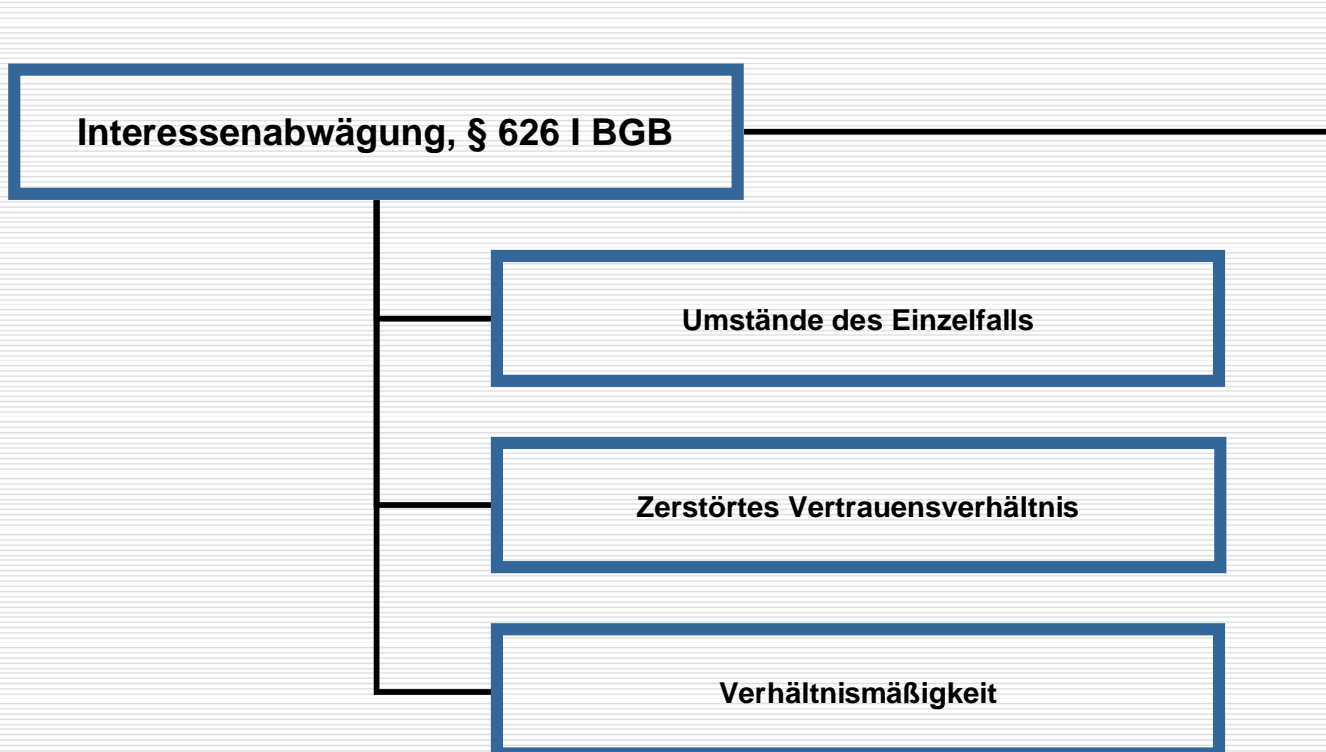 Interessenabwägung, § 626 I BGB
Umstände des Einzelfalls
Zerstörtes Vertrauensverhältnis
Verhältnismäßigkeit